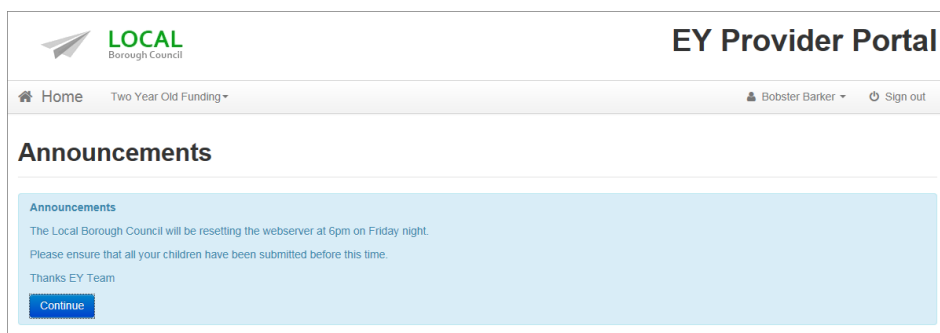 LOCAL
Borough Council
EY Provider Portal
Home Two Year Old Funding Bobster Barker Sign out
Announcements
Announcements
The Local Borough Council will be resetting the webserver at 6pm on Friday night.
Please ensure that all your children have been submitted before this time.
Thanks EY Team
Continue